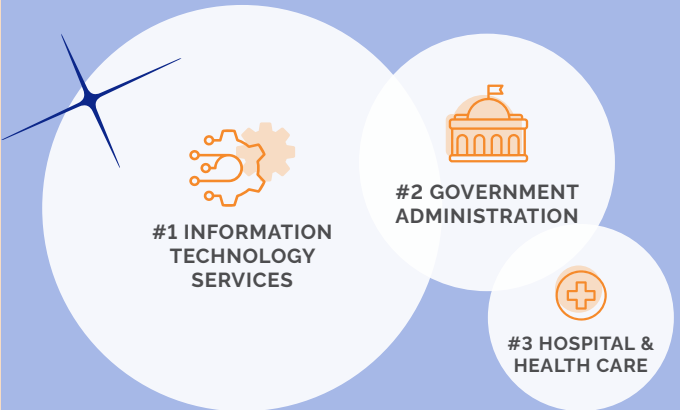 #1 INFORMATION
TECHNOLOGY
SERVICES
#2 GOVERNMENT
ADMINISTRATION
#3 HOSPITAL &
HEALTH CARE